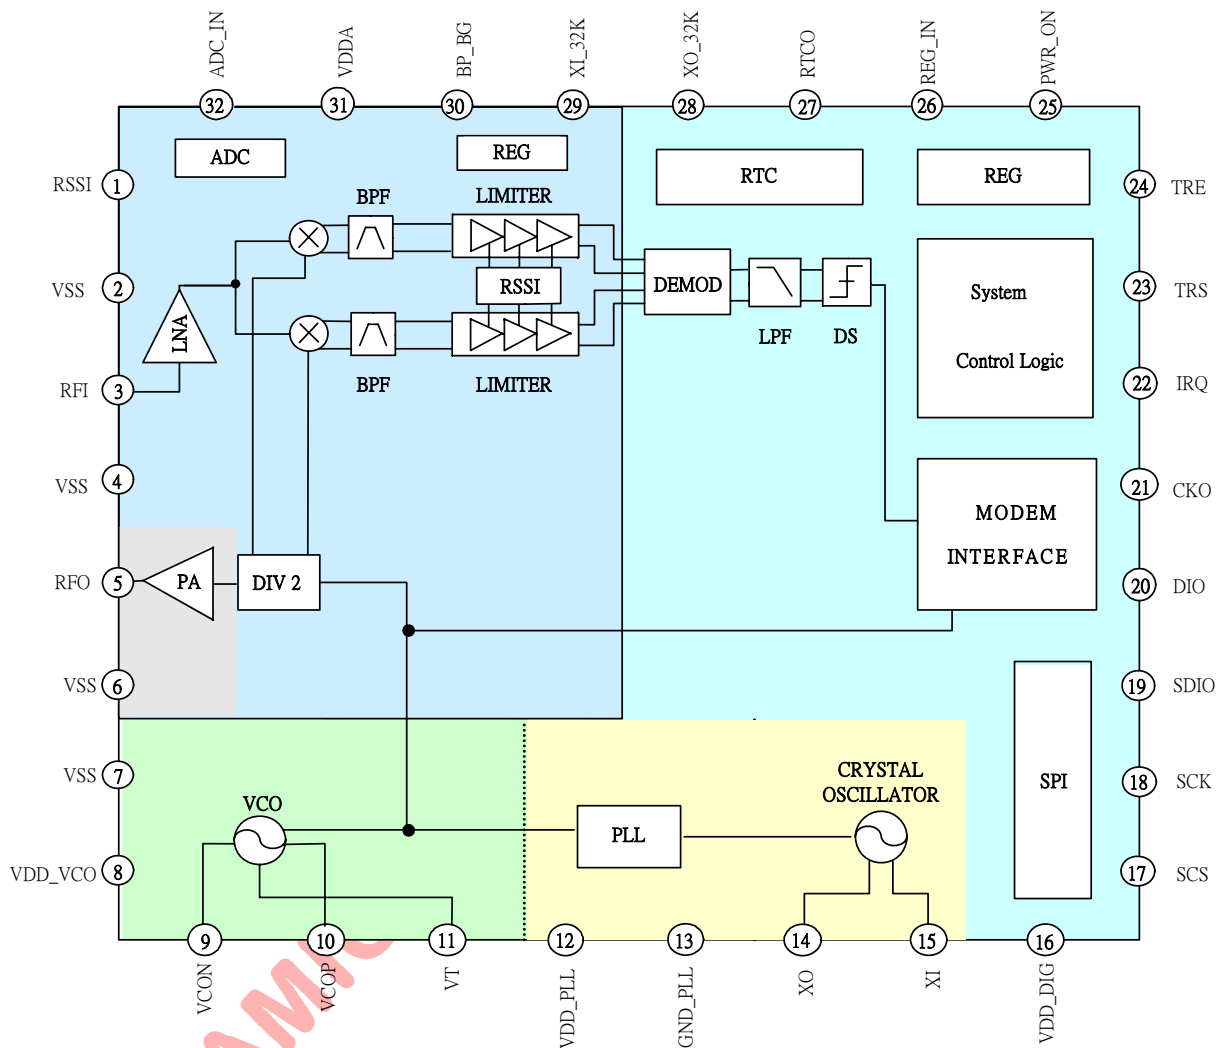 ADC_IN
VDDA
BP_BG
XI_32K
XO_32K
RTCO
REG_IN
PWR_ON
32
31
30
29
28
27
26
25
ADC
REG
RTC
REG
RSSI
1
24
TRE
BPF
LIMITER
VSS
2
LNA
RSSI
DEMOD
System
Control Logic
23
TRS
LPF
DS
RFI
3
BPF
LIMITER
22
IRQ
VSS
4
21
CKO
MODEM
INTERFACE
RFO
5
PA
DIV 2
20
DIO
VSS
6
19
SDIO
VSS
7
CRYSTAL
OSCILLATOR
SPI
18
SCK
VCO
PLL
VDD_VCO
8
17
SCS
9
10
11
12
13
14
15
16
VCON
VCOP
VT
VDD_PLL
GND_PLL
XO
XI
VDD_DIG
AMIC